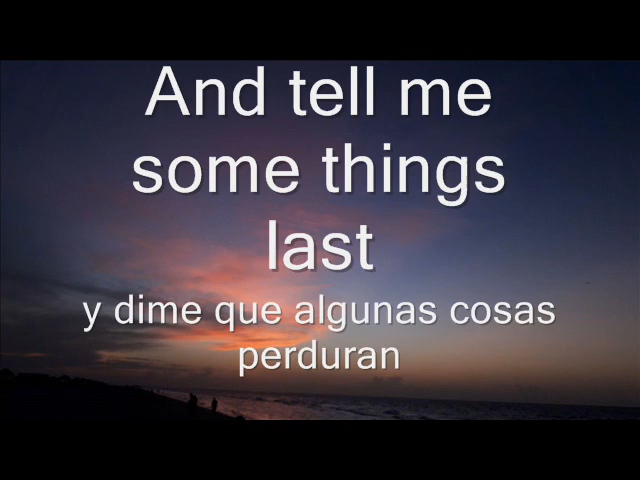 And tell me
some things
last
y dime que algunas cosas
perduran